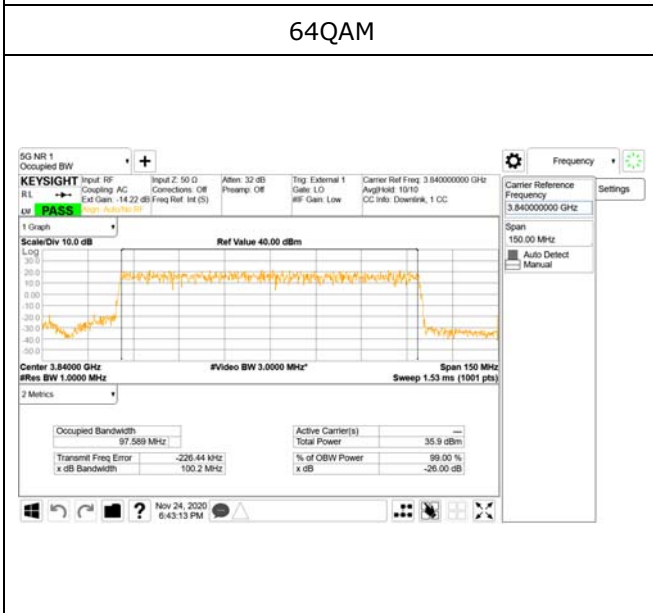 64QAM
5G NR 1
Occupied BW
Frequency
KEYSIGHT
Input: RF
Input Z: 50 Ω
Atten: 32 dB
Trig: External 1
Carrier Ref Freq: 3.840000000 GHz
RL
Coupling: AC
Corrections: Off
Preamp: Off
Gate: LO
Avg|Hold: 10/10
Ext Gain: -14.22 dB
Freq Ref: Int (S)
#IF Gain: Low
CC Info: Downlink, 1 CC
PASS
Align: Auto/No RF
Carrier Reference
Frequency
3.840000000 GHz
Settings
Span
150.00 MHz
Auto Detect
Manual
1 Graph
Scale/Div 10.0 dB
Ref Value 40.00 dBm
Log
30.0
20.0
10.0
0.00
-10.0
-20.0
-30.0
-40.0
-50.0
Center 3.84000 GHz
#Video BW 3.0000 MHz*
Span 150 MHz
#Res BW 1.0000 MHz
Sweep 1.53 ms (1001 pts)
2 Metrics
Occupied Bandwidth
97.589 MHz
Active Carrier(s)
---
Total Power
35.9 dBm
Transmit Freq Error
-226.44 kHz
% of OBW Power
99.00 %
x dB Bandwidth
100.2 MHz
x dB
-26.00 dB
?
Nov 24, 2020
6:43:13 PM